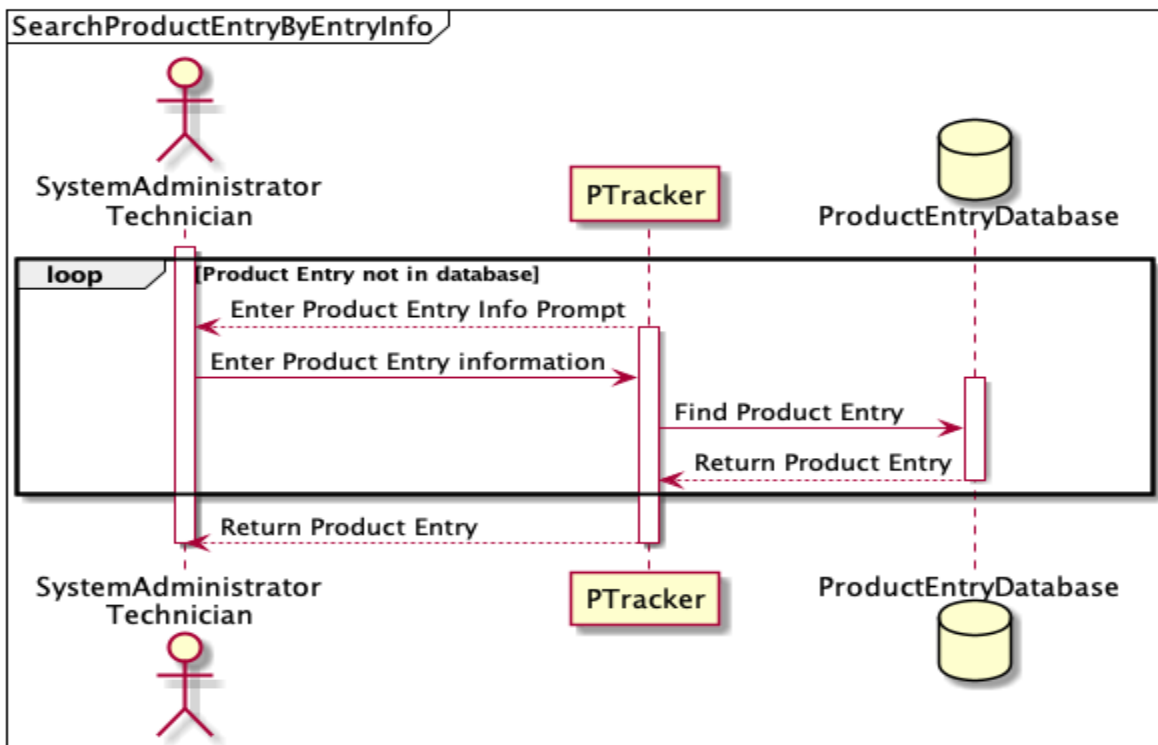 SearchProductEntryByEntryInfo
SystemAdministrator
Technician
PTracker
ProductEntryDatabase
loop
[Product Entry not in database]
Enter Product Entry Info Prompt
Enter Product Entry information
Find Product Entry
Return Product Entry
Return Product Entry
SystemAdministrator
Technician
PTracker
ProductEntryDatabase